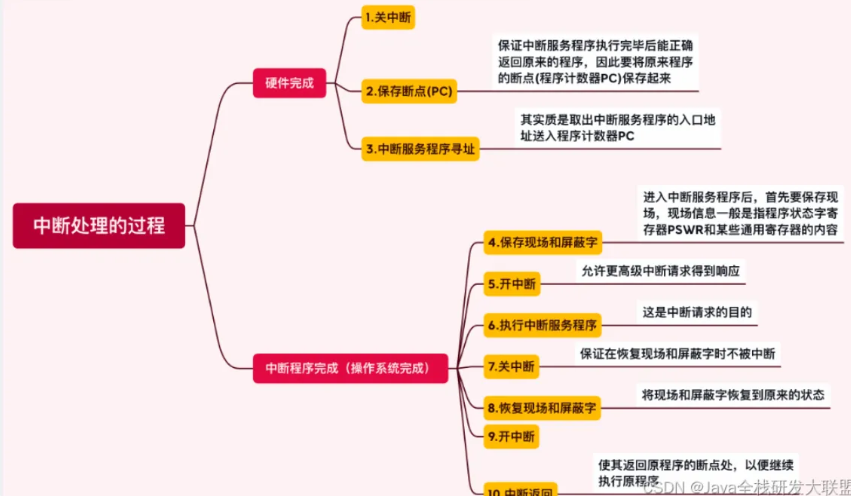 中断处理的过程
硬件完成
1.关中断
2.保存断点(PC)
保证中断服务程序执行完毕后能正确
返回原来的程序，因此要将原来程序
的断点(程序计数器PC)保存起来
3.中断服务程序寻址
其实质是取出中断服务程序的入口地
址送入程序计数器PC
中断程序完成（操作系统完成）
4.保存现场和屏蔽字
进入中断服务程序后，首先要保存现
场，现场信息一般是指程序状态字寄
存器PSWR和某些通用寄存器的内容
5.开中断
允许更高级中断请求得到响应
6.执行中断服务程序
这是中断请求的目的
7.关中断
保证在恢复现场和屏蔽字时不被中断
8.恢复现场和屏蔽字
将现场和屏蔽字恢复到原来的状态
9.开中断
10.中断返回
使其返回原程序的断点处，以便继续
执行原程序
CSDN @Java全栈研发大联盟